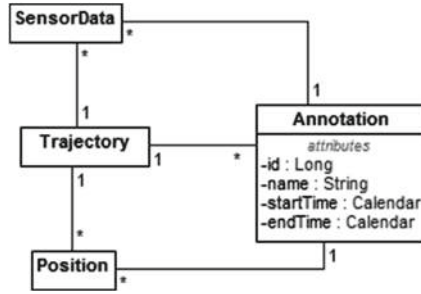 SensorData
*
*
1
1
Trajectory
1
*
1
Annotation
attributes
-id : Long
-name : String
-startTime : Calendar
-endTime : Calendar
*
1
Position
*